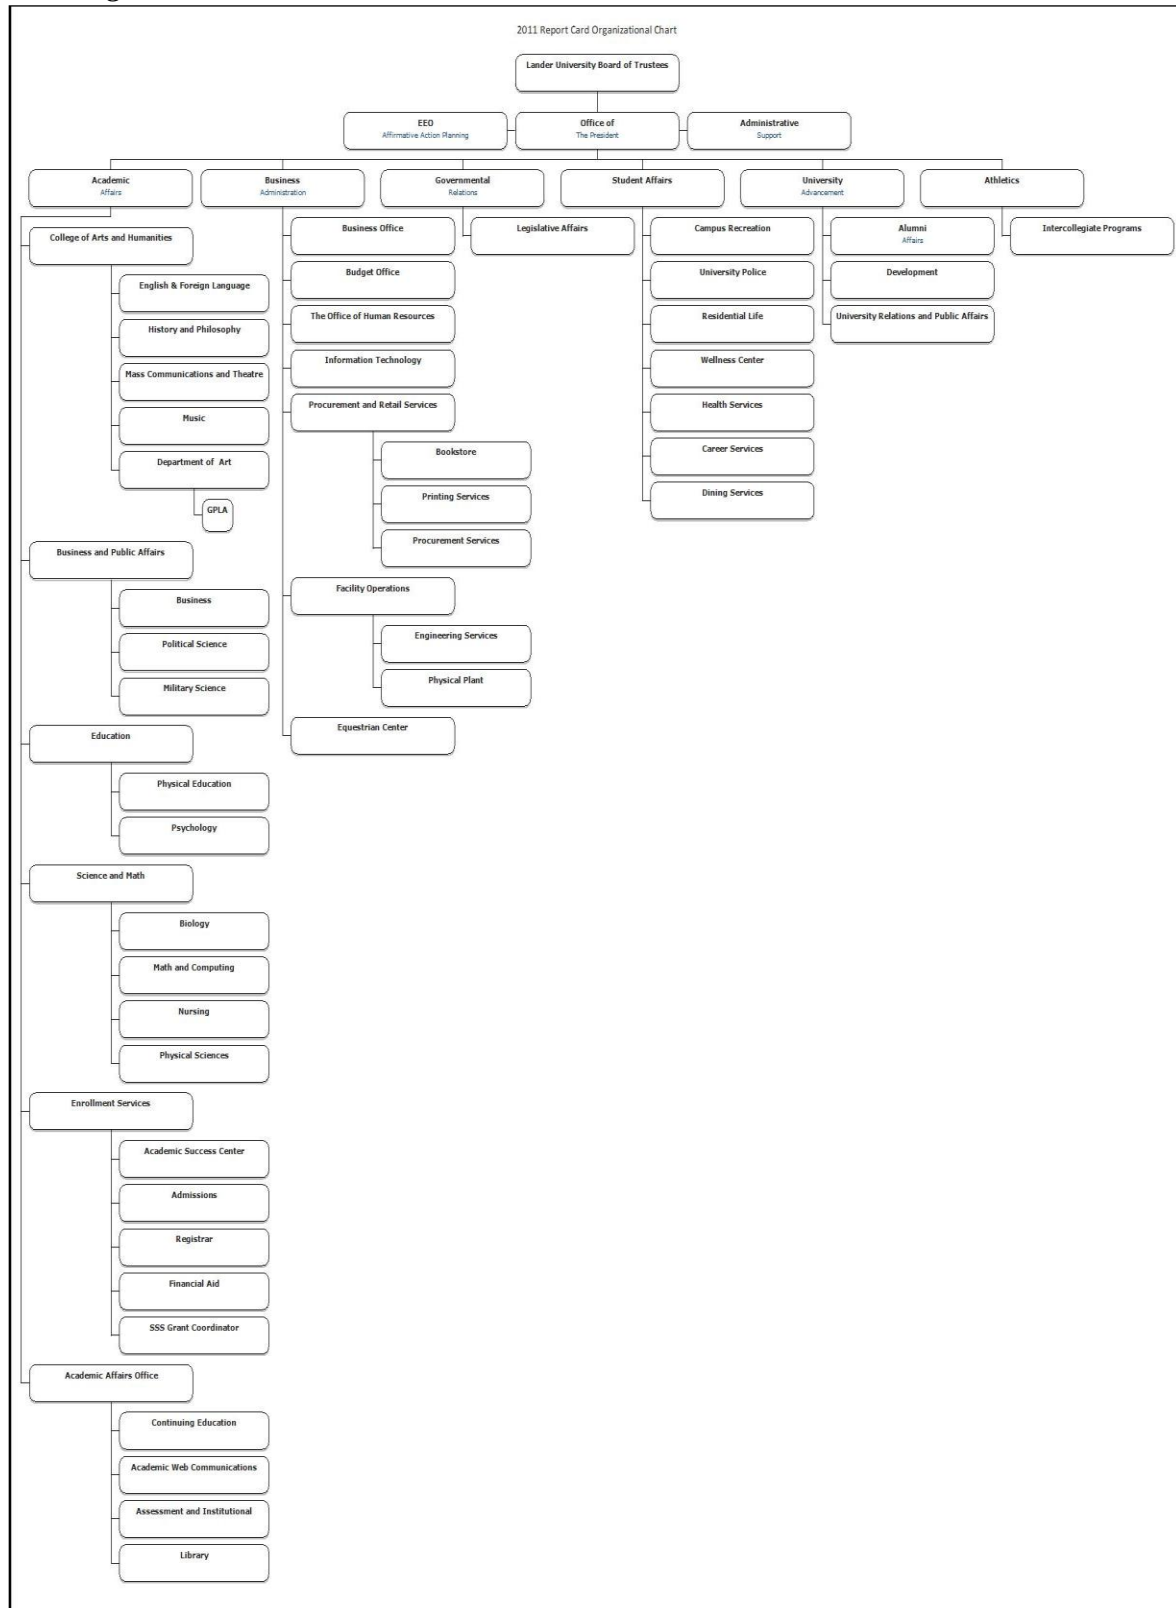 2011 Report Card Organizational Chart
Lander University Board of Trustees
EEO
Affirmative Action Planning
Office of
The President
Administrative
Support
Academic
Affairs
Business
Administration
Governmental
Relations
Student Affairs
University
Advancement
Athletics
College of Arts and Humanities
English & Foreign Language
History and Philosophy
Mass Communications and Theatre
Music
Department of Art
GPLA
Business and Public Affairs
Business
Political Science
Military Science
Education
Physical Education
Psychology
Science and Math
Biology
Math and Computing
Nursing
Physical Sciences
Enrollment Services
Academic Success Center
Admissions
Registrar
Financial Aid
SSS Grant Coordinator
Academic Affairs Office
Continuing Education
Academic Web Communications
Assessment and Institutional
Library
Business Office
Budget Office
The Office of Human Resources
Information Technology
Procurement and Retail Services
Bookstore
Printing Services
Procurement Services
Facility Operations
Engineering Services
Physical Plant
Equestrian Center
Legislative Affairs
Campus Recreation
University Police
Residential Life
Wellness Center
Health Services
Career Services
Dining Services
Alumni
Affairs
Development
University Relations and Public Affairs
Intercollegiate Programs